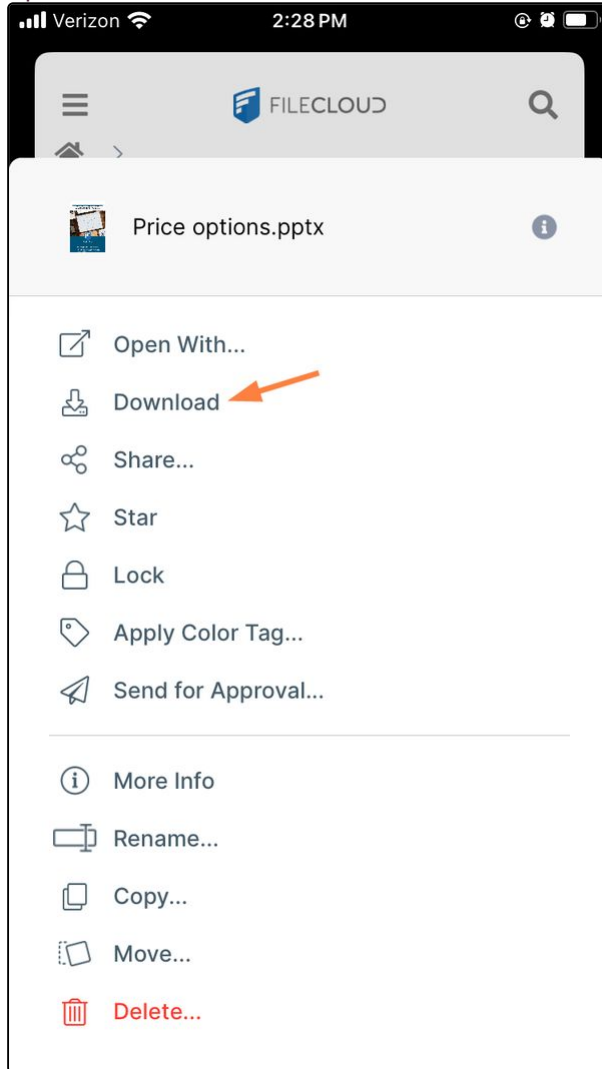 Verizon 2:28 PM
FILECLOUD
Price options.pptx
Open With...
Download
Share...
Star
Lock
Apply Color Tag...
Send for Approval...
More Info
Rename...
Copy...
Move...
Delete...